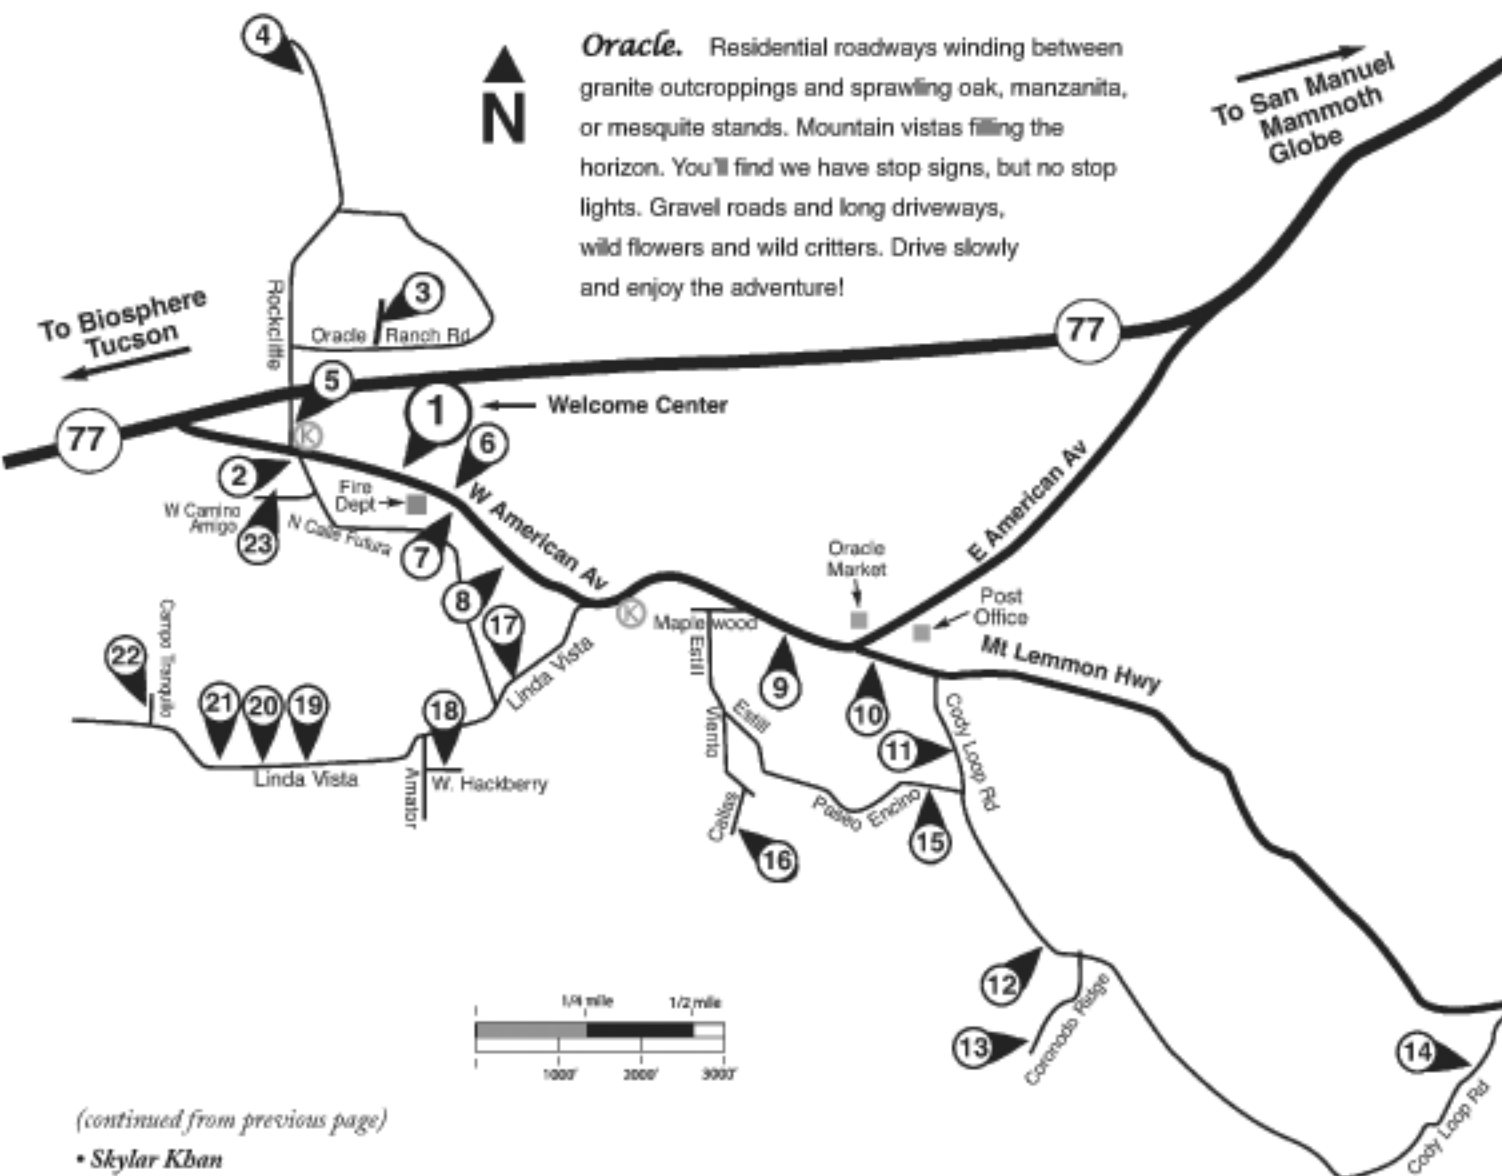 4
N
Oracle. Residential roadways winding between
granite outcroppings and sprawling oak, manzanita,
or mesquite stands. Mountain vistas filling the
horizon. You'll find we have stop signs, but no stop
lights. Gravel roads and long driveways,
wild flowers and wild critters. Drive slowly
and enjoy the adventure!
To San Manuel
Mammoth
Globe
To Biosphere
Tucson
Rockcliffe
3
Oracle Ranch Rd
77
77
5
1
Welcome Center
6
K
2
Fire
Dept
W Camino
Amigo
23
N Calle Futura
7
W American Av
E American Av
8
17
K
Oracle
Market
Post
Office
Maplewood
Estill
Mt Lemmon Hwy
9
10
11
Cody Loop Rd
22
Campo Tranquilo
21
20
19
18
Linda Vista
Linda Vista
Amator
W. Hackberry
Viento
Estill
Callas
Paseo Encino
15
16
12
13
Coronodo Ridge
14
Cody Loop Rd
1/4 mile
1/2 mile
1000'
2000'
3000'
(continued from previous page)
• Skylar Khan